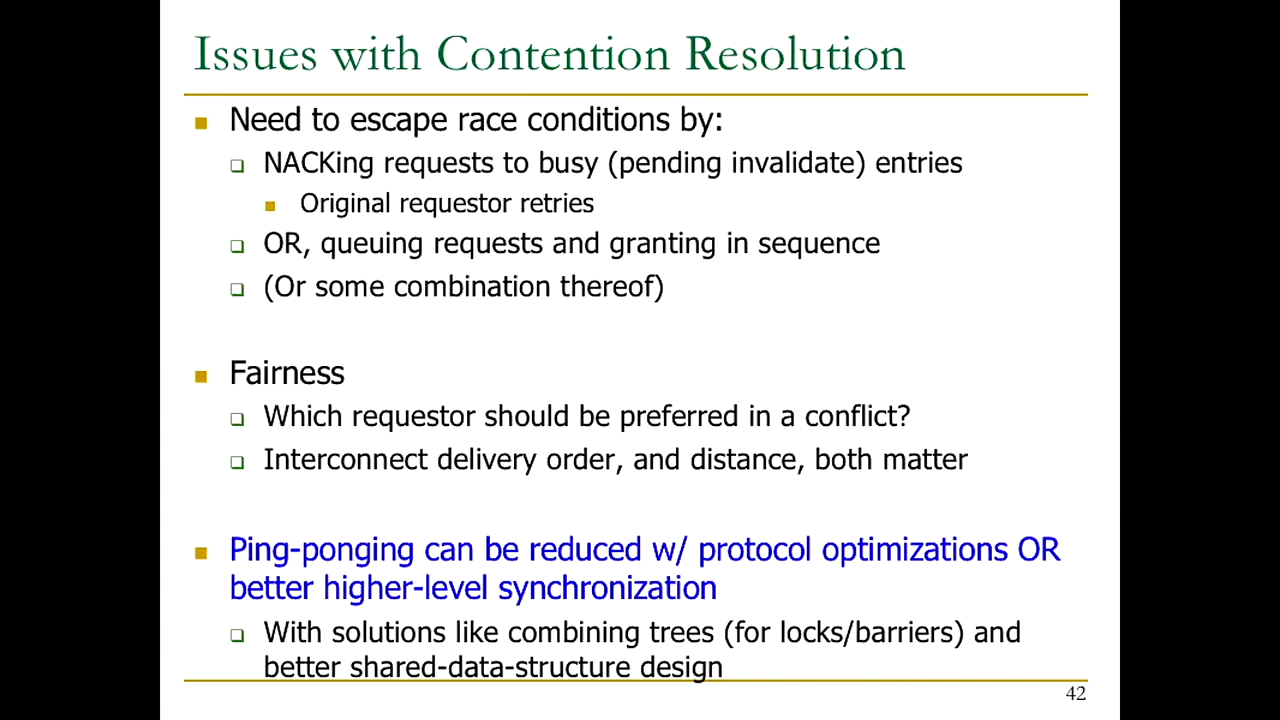 Issues with Contention Resolution
Need to escape race conditions by:
NACKing requests to busy (pending invalidate) entries
Original requestor retries
OR, queuing requests and granting in sequence
(Or some combination thereof)
Fairness
Which requestor should be preferred in a conflict?
Interconnect delivery order, and distance, both matter
Ping-ponging can be reduced w/ protocol optimizations OR
better higher-level synchronization
With solutions like combining trees (for locks/barriers) and
better shared-data-structure design
42